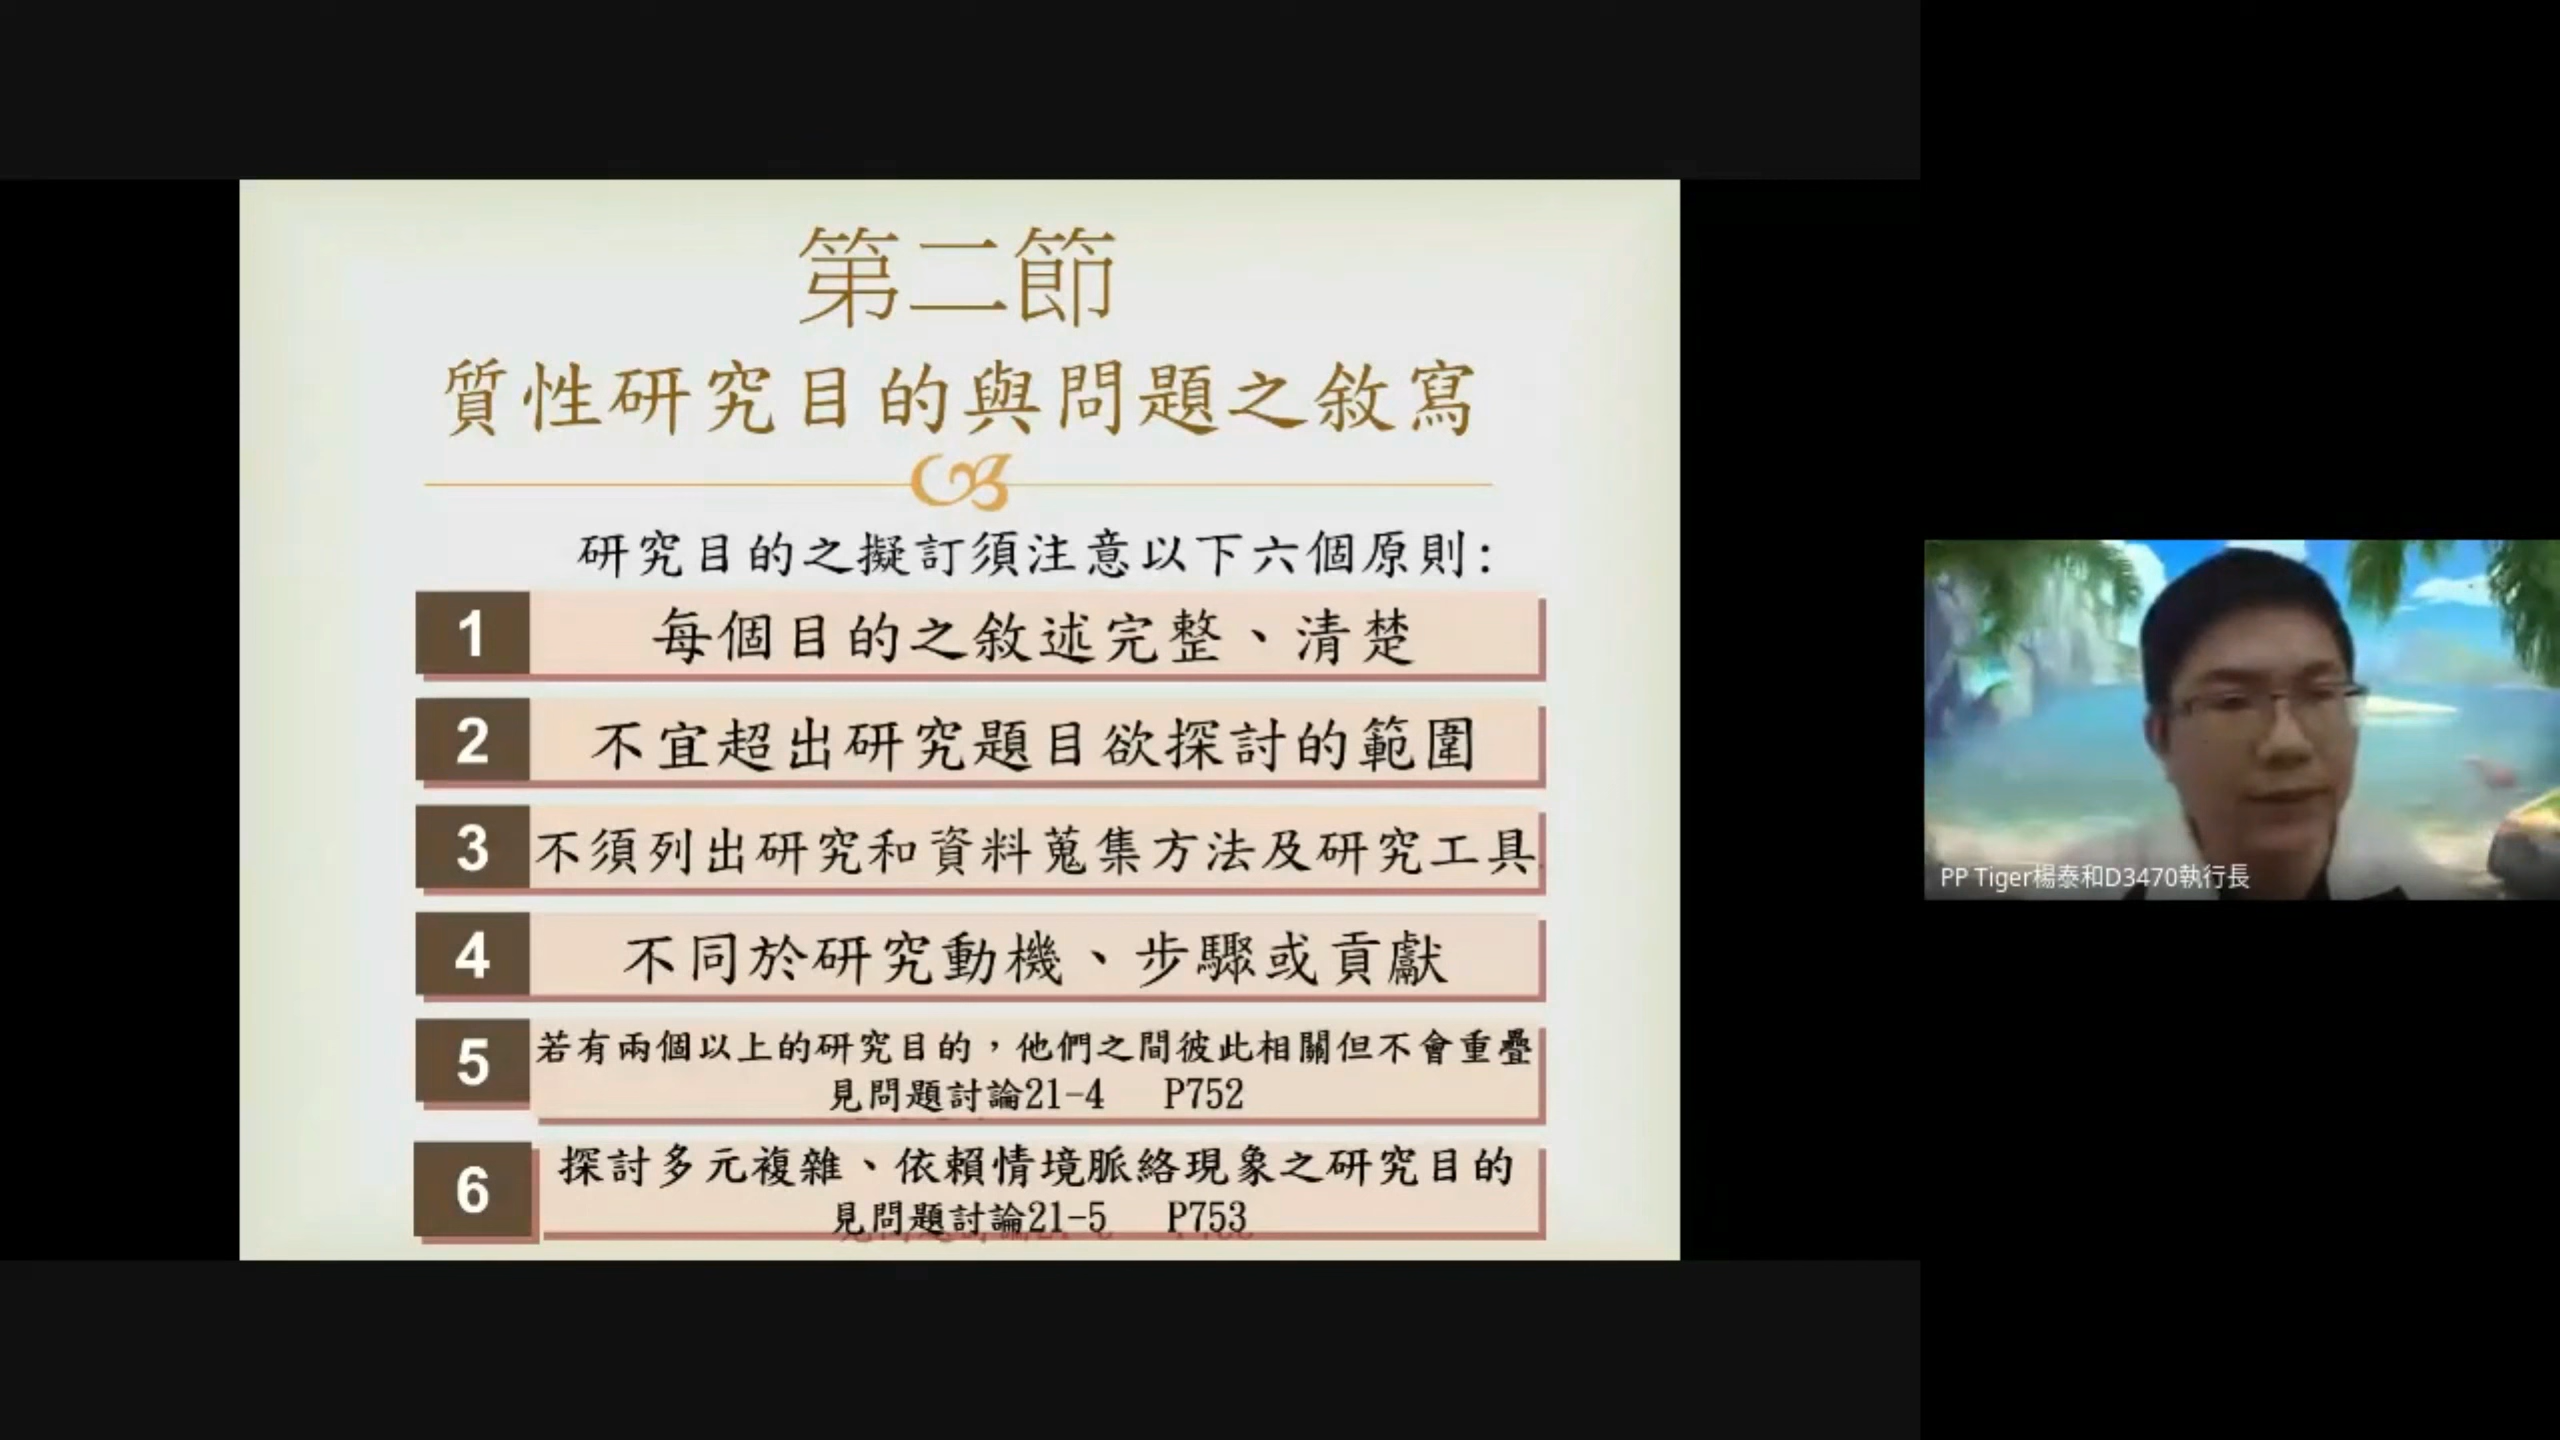 第二節
質性研究目的與問題之敘寫
研究目的之擬訂須注意以下六個原則:
1 每個目的之敘述完整、清楚
2 不宜超出研究題目欲探討的範圍
3 不須列出研究和資料蒐集方法及研究工具
4 不同於研究動機、步驟或貢獻
5 若有兩個以上的研究目的，他們之間彼此相關但不會重疊
見問題討論21-4 P752
6 探討多元複雜、依賴情境脈絡現象之研究目的
見問題討論21-5 P753
PP Tiger楊泰和D3470執行長